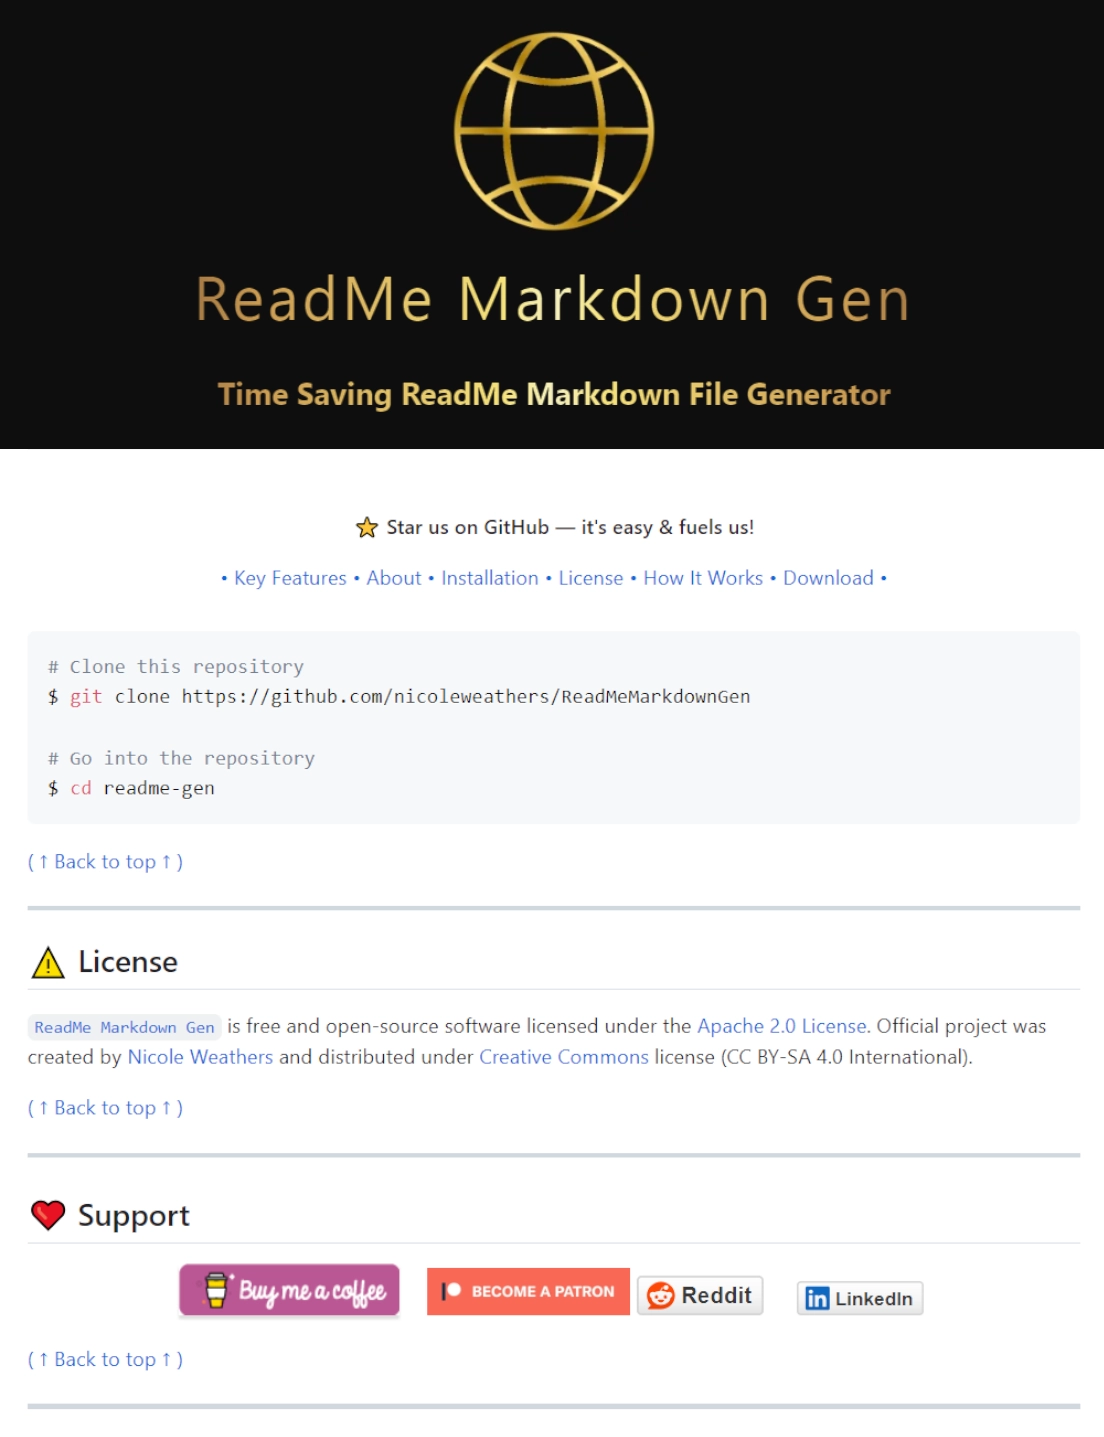 ReadMe Markdown Gen
Time Saving ReadMe Markdown File Generator
⭐ Star us on GitHub — it's easy & fuels us!
• Key Features • About • Installation • License • How It Works • Download •
# Clone this repository
$ git clone https://github.com/nicoleweathers/ReadMeMarkdownGen
# Go into the repository
$ cd readme-gen
( ↑ Back to top ↑ )
⚠️ License
ReadMe Markdown Gen is free and open-source software licensed under the Apache 2.0 License. Official project was
created by Nicole Weathers and distributed under Creative Commons license (CC BY-SA 4.0 International).
( ↑ Back to top ↑ )
❤️ Support
Buy me a coffee
BECOME A PATRON
Reddit
LinkedIn
( ↑ Back to top ↑ )